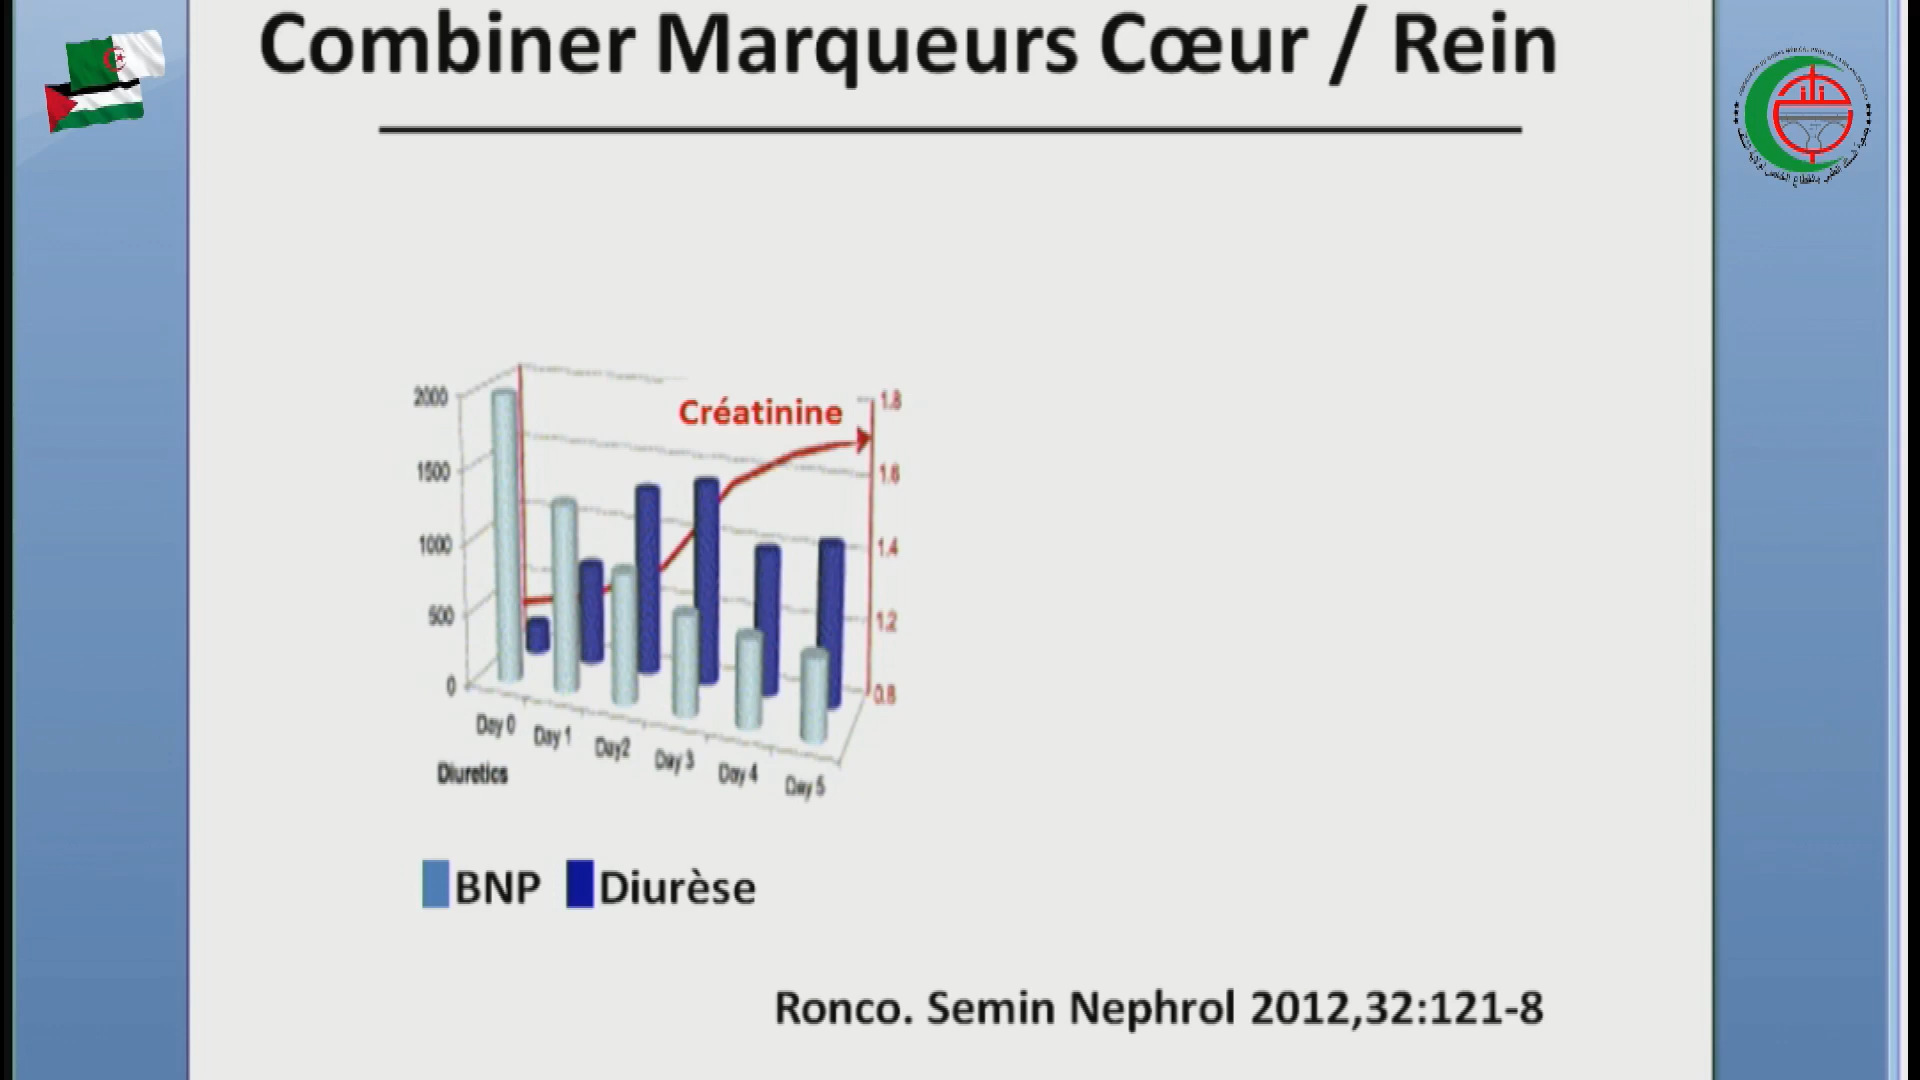 Combiner Marqueurs Cœur / Rein
Créatinine
2000
1500
1000
500
0
1.8
1.6
1.4
1.2
0.8
Day 0
Day 1
Day2
Day 3
Day 4
Day 5
Diuretics
BNP
Diurèse
Ronco. Semin Nephrol 2012,32:121-8